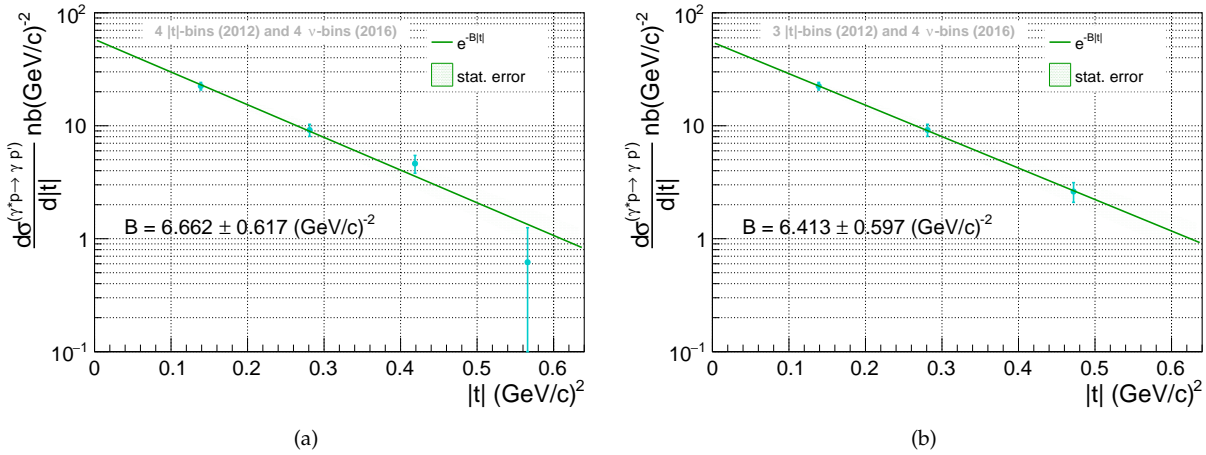 4 |t|-bins (2012) and 4 ν-bins (2016)
e^{-B|t|}
stat. error
B = 6.662 ± 0.617 (GeV/c)^{-2}
dσ^{(γ*p→ γ p')}
d|t|
nb(GeV/c)^{-2}
10^2
10
1
10^{-1}
0 0.1 0.2 0.3 0.4 0.5 0.6
|t| (GeV/c)^2
(a)
3 |t|-bins (2012) and 4 ν-bins (2016)
e^{-B|t|}
stat. error
B = 6.413 ± 0.597 (GeV/c)^{-2}
dσ^{(γ*p→ γ p')}
d|t|
nb(GeV/c)^{-2}
10^2
10
1
10^{-1}
0 0.1 0.2 0.3 0.4 0.5 0.6
|t| (GeV/c)^2
(b)